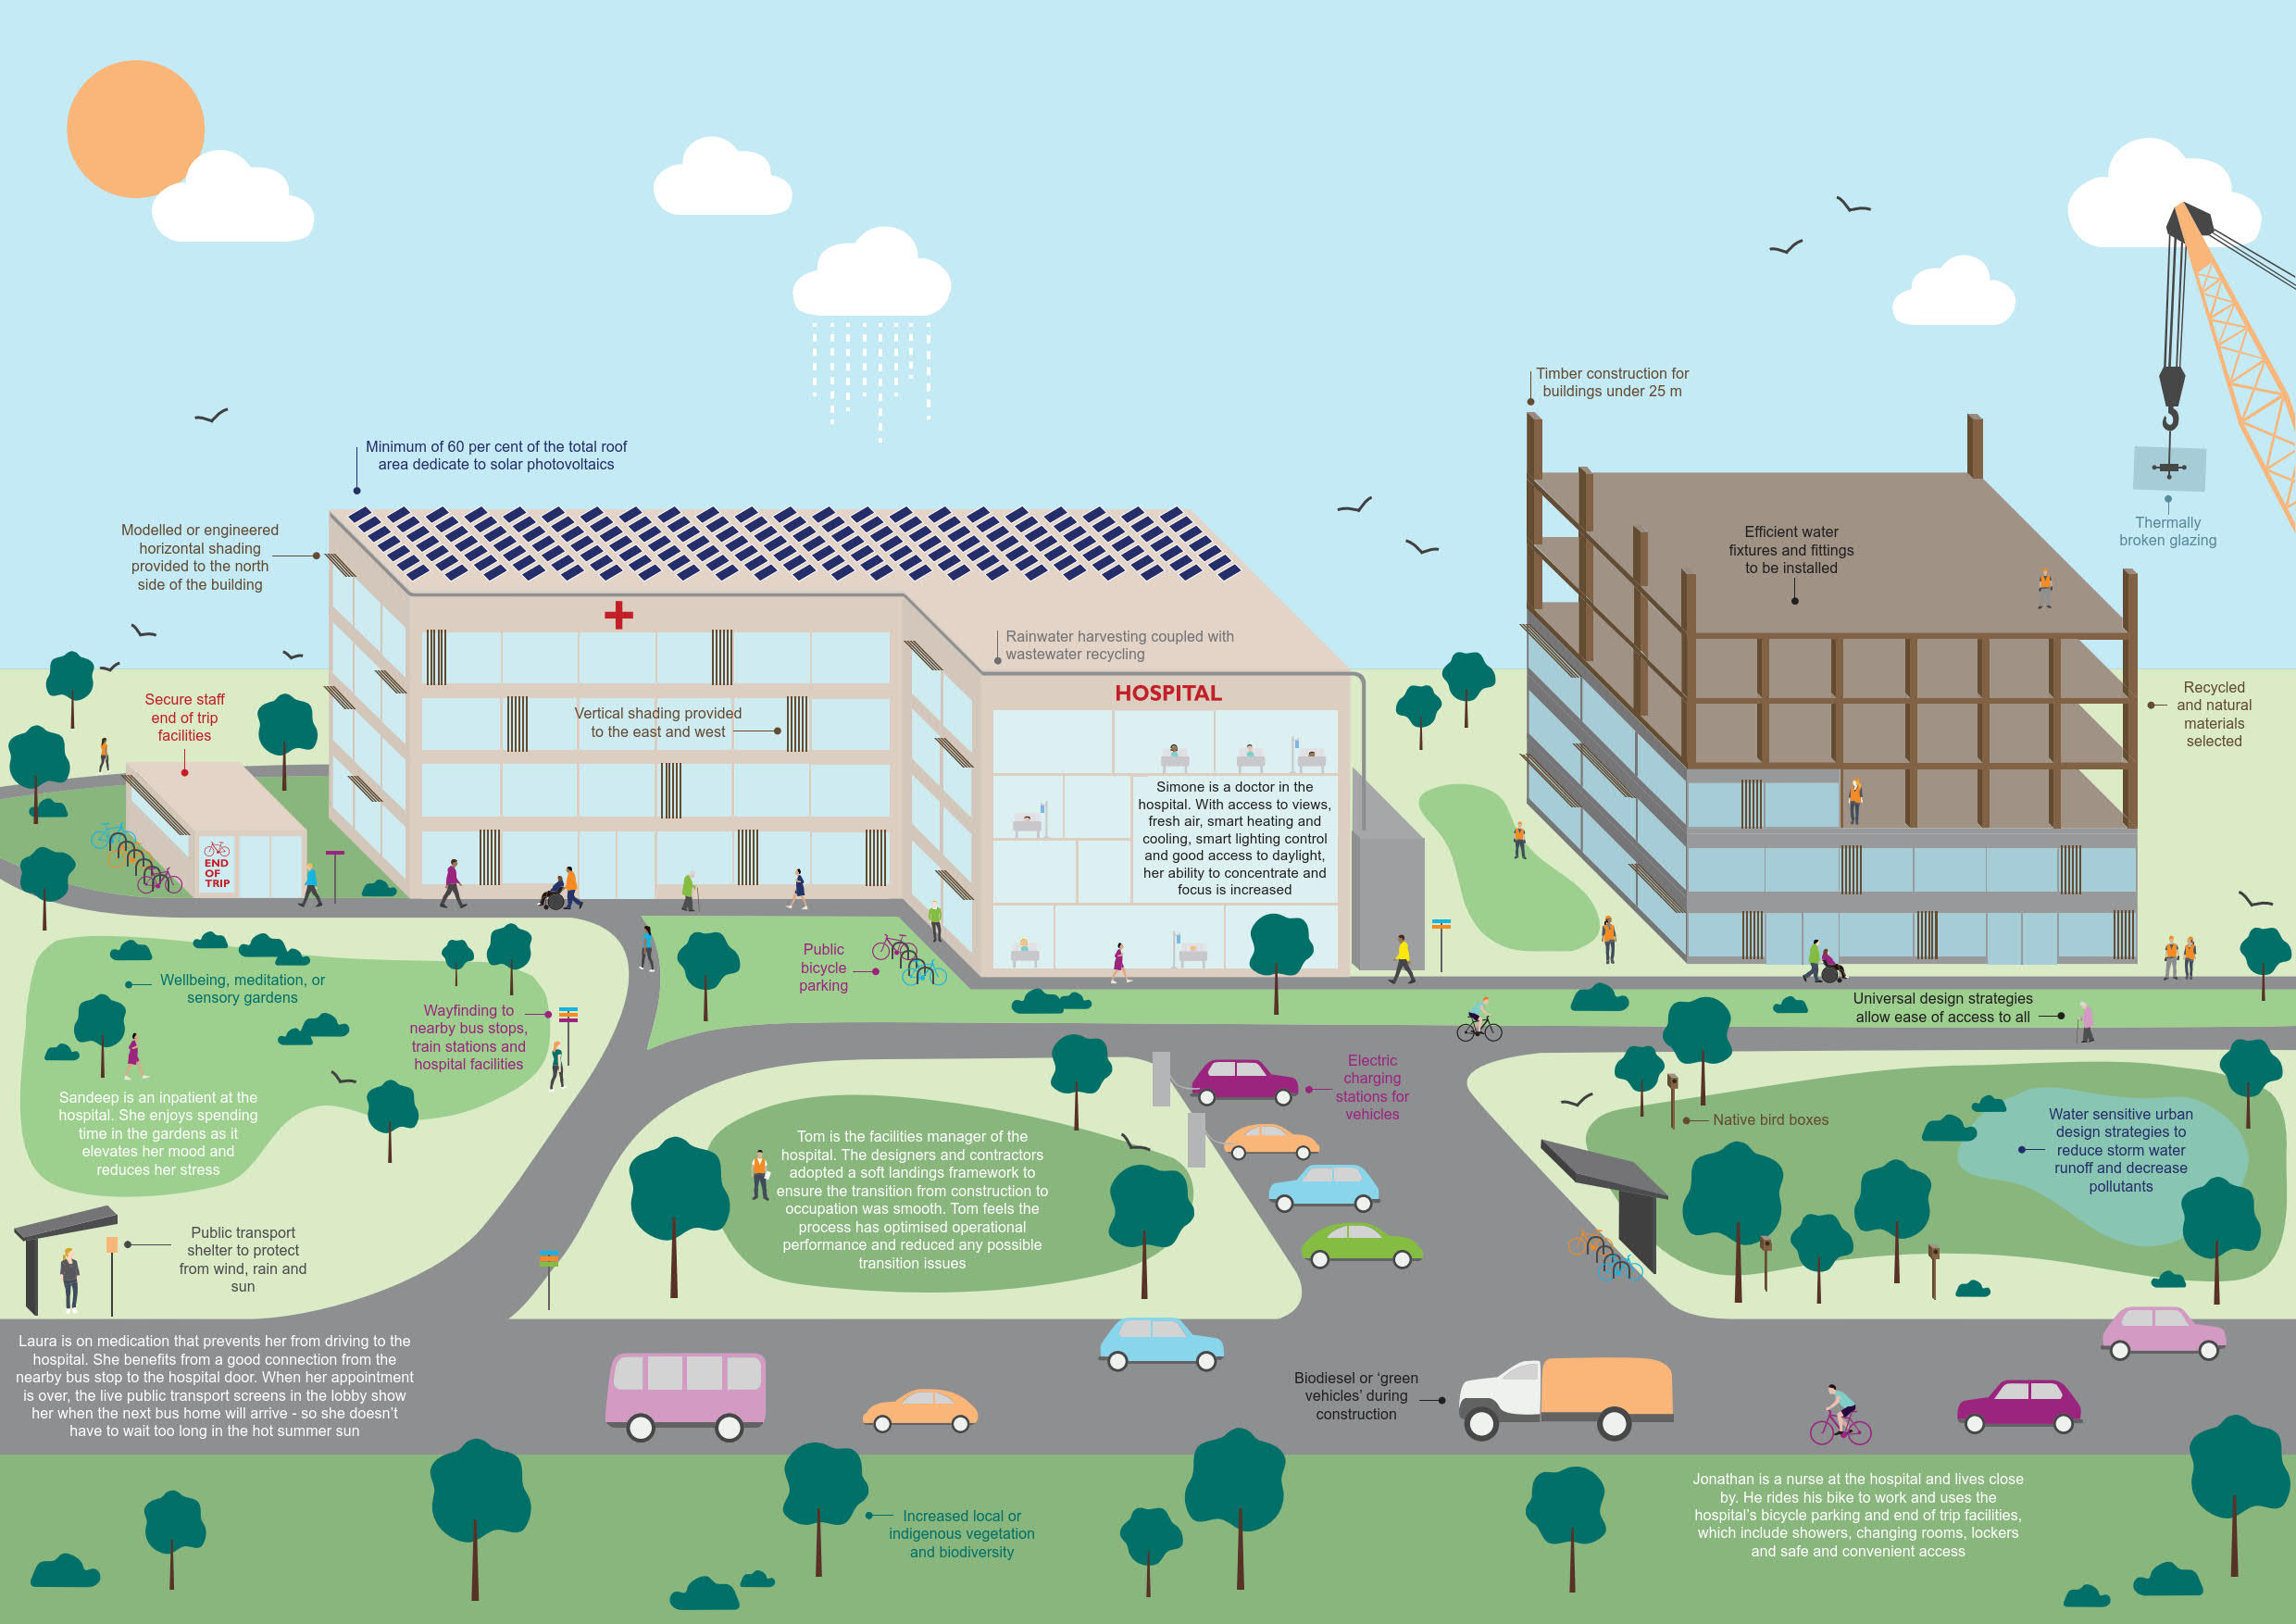 Timber construction for
buildings under 25 m
Minimum of 60 per cent of the total roof
area dedicate to solar photovoltaics
Thermally
broken glazing
Modelled or engineered
horizontal shading
provided to the north
side of the building
Efficient water
fixtures and fittings
to be installed
Rainwater harvesting coupled with
wastewater recycling
HOSPITAL
Secure staff
end of trip
facilities
Vertical shading provided
to the east and west
Recycled
and natural
materials
selected
Simone is a doctor in the
hospital. With access to views,
fresh air, smart heating and
cooling, smart lighting control
and good access to daylight,
her ability to concentrate and
focus is increased
END
OF
TRIP
Public
bicycle
parking
Wellbeing, meditation, or
sensory gardens
Wayfinding to
nearby bus stops,
train stations and
hospital facilities
Universal design strategies
allow ease of access to all
Electric
charging
stations for
vehicles
Sandeep is an inpatient at the
hospital. She enjoys spending
time in the gardens as it
elevates her mood and
reduces her stress
Native bird boxes
Water sensitive urban
design strategies to
reduce storm water
runoff and decrease
pollutants
Tom is the facilities manager of the
hospital. The designers and contractors
adopted a soft landings framework to
ensure the transition from construction to
occupation was smooth. Tom feels the
process has optimised operational
performance and reduced any possible
transition issues
Public transport
shelter to protect
from wind, rain and
sun
Laura is on medication that prevents her from driving to the
hospital. She benefits from a good connection from the
nearby bus stop to the hospital door. When her appointment
is over, the live public transport screens in the lobby show
her when the next bus home will arrive - so she doesn't
have to wait too long in the hot summer sun
Biodiesel or 'green
vehicles' during
construction
Increased local or
indigenous vegetation
and biodiversity
Jonathan is a nurse at the hospital and lives close
by. He rides his bike to work and uses the
hospital's bicycle parking and end of trip facilities,
which include showers, changing rooms, lockers
and safe and convenient access